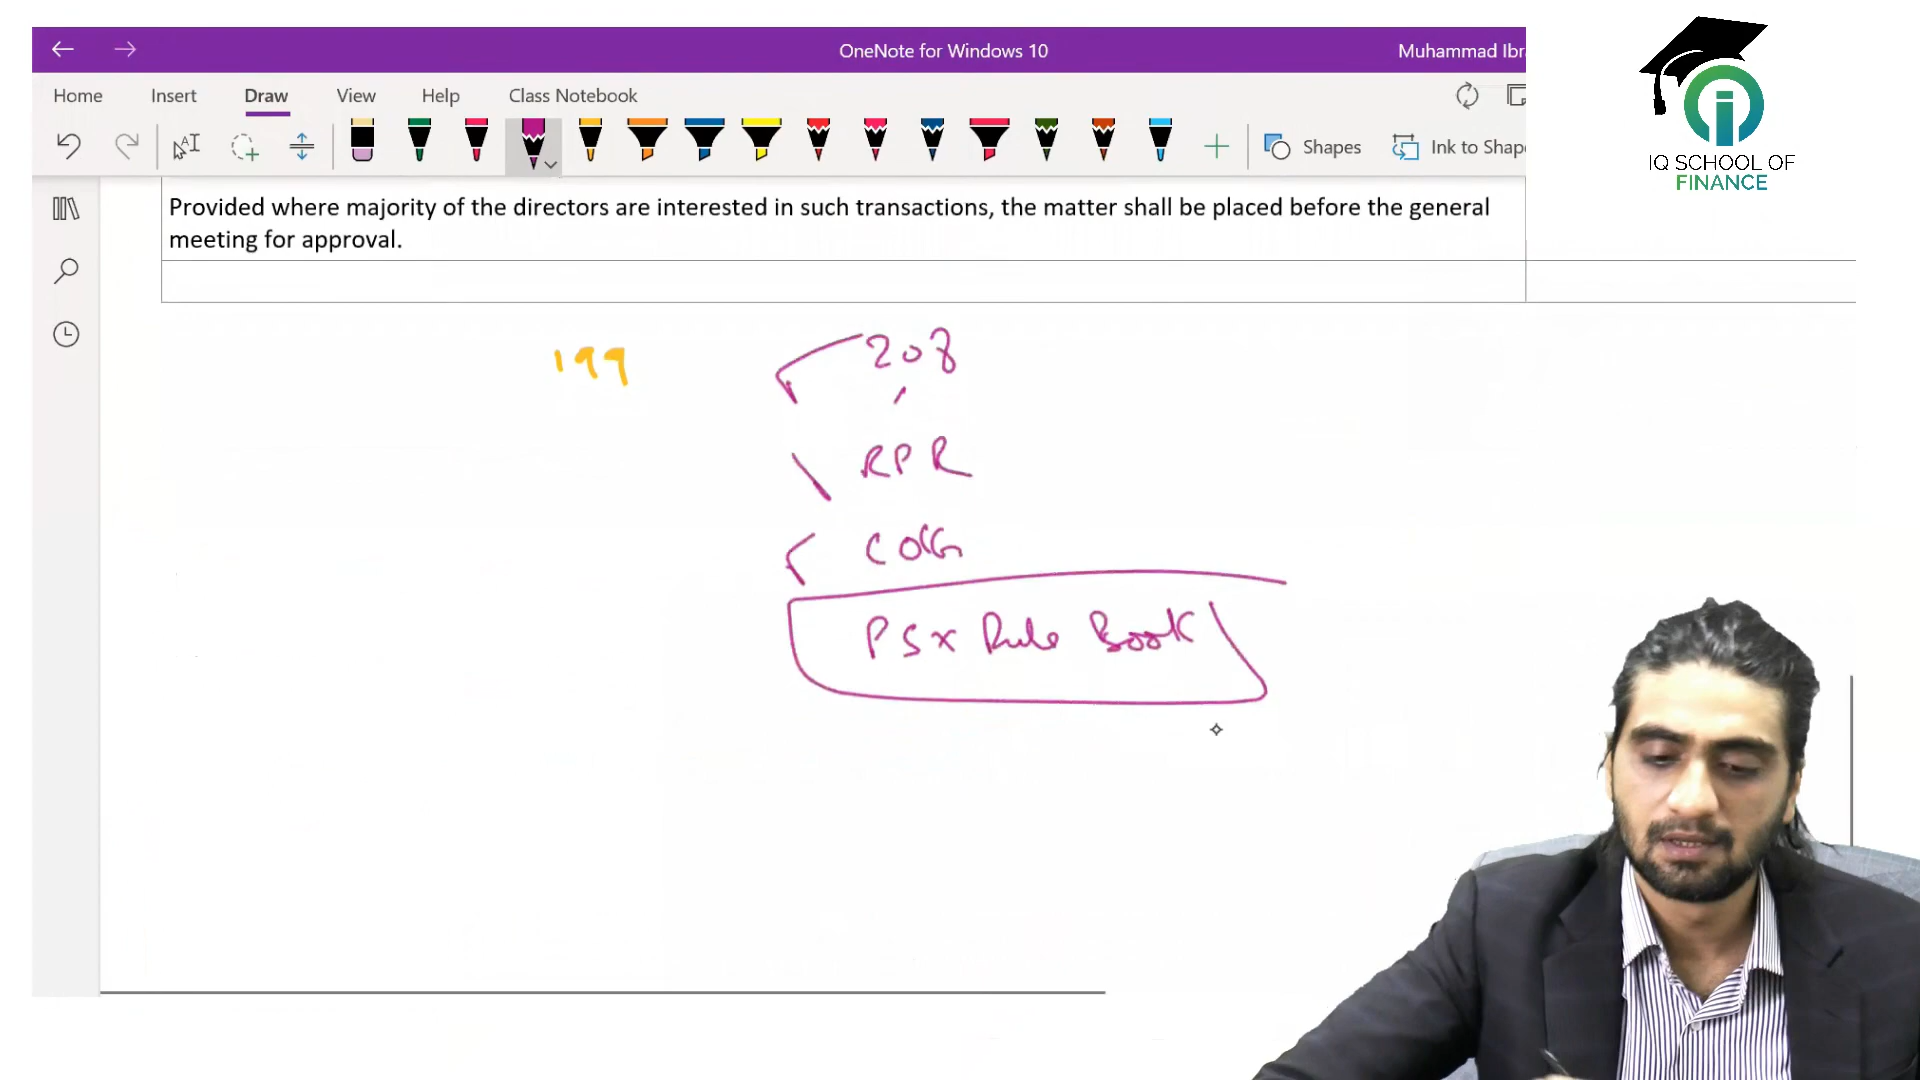 OneNote for Windows 10
Muhammad Ibr
Home Insert Draw View Help Class Notebook
Shapes Ink to Shap
IQ SCHOOL OF
FINANCE
Provided where majority of the directors are interested in such transactions, the matter shall be placed before the general
meeting for approval.
199
208
RPR
COCG
PSX Rule Book